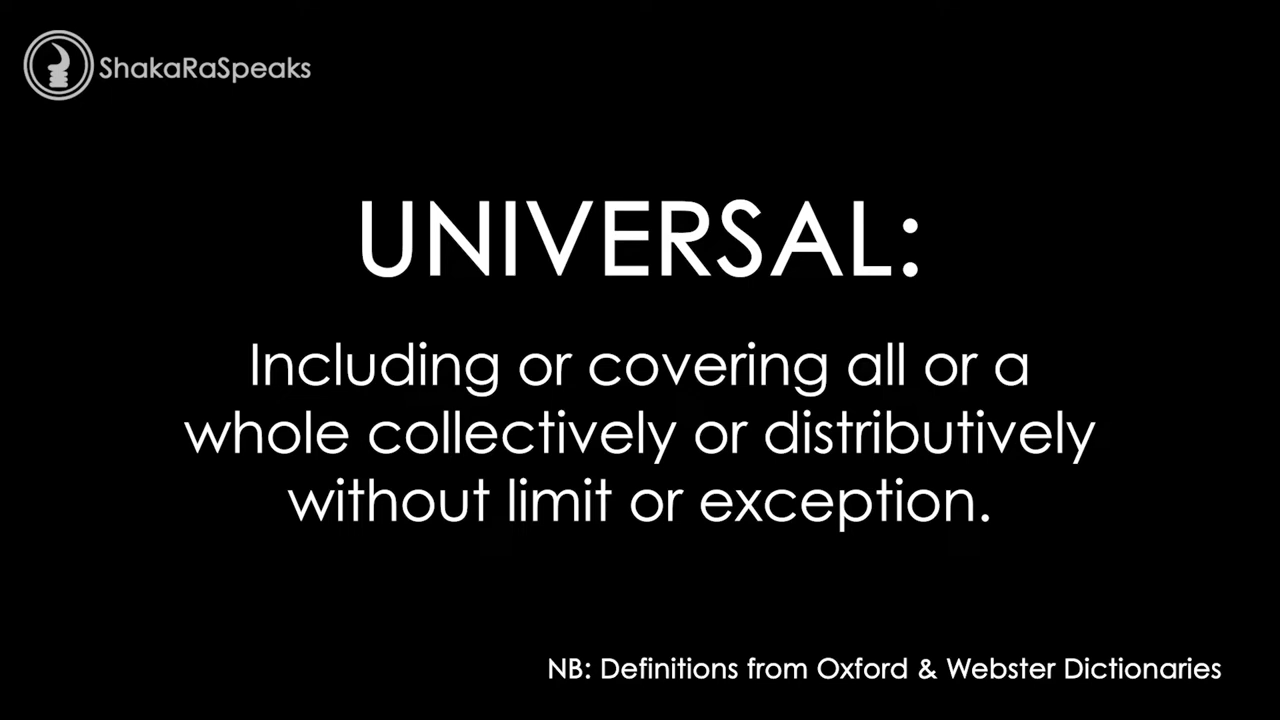 ShakaRaSpeaks
UNIVERSAL:
Including or covering all or a
whole collectively or distributively
without limit or exception.
NB: Definitions from Oxford & Webster Dictionaries